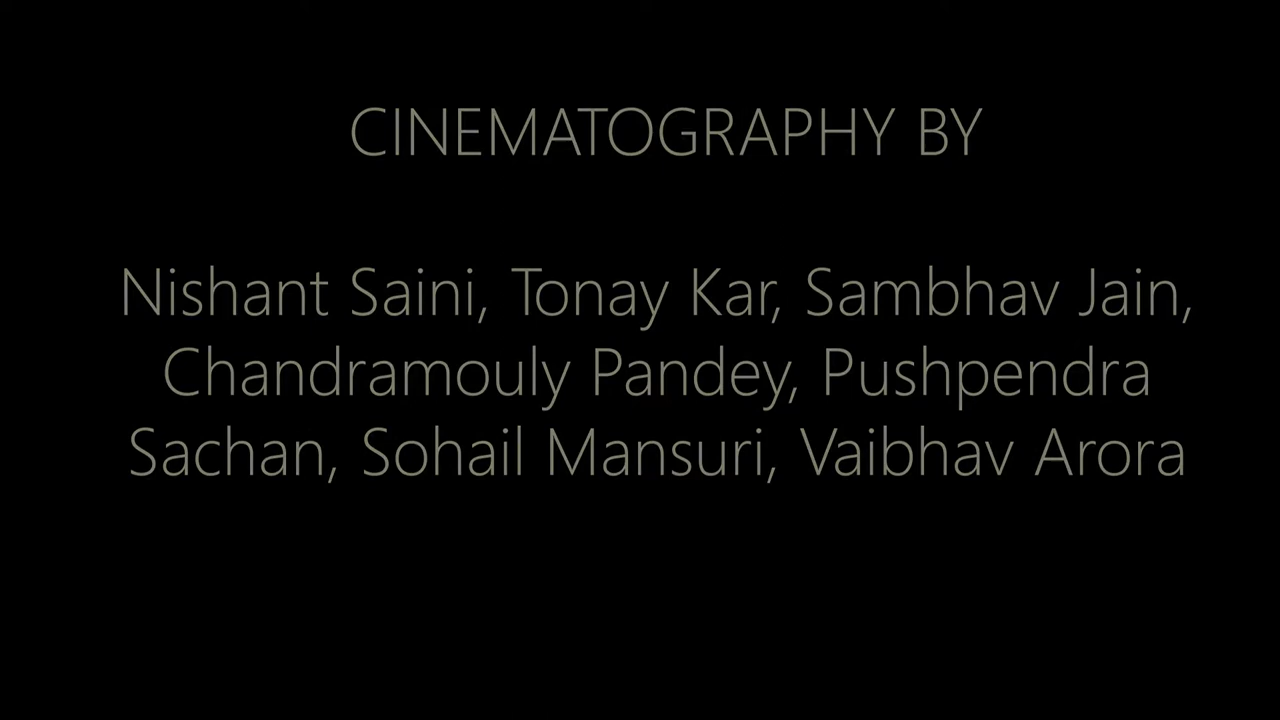 CINEMATOGRAPHY BY
Nishant Saini, Tonay Kar, Sambhav Jain,
Chandramouly Pandey, Pushpendra
Sachan, Sohail Mansuri, Vaibhav Arora